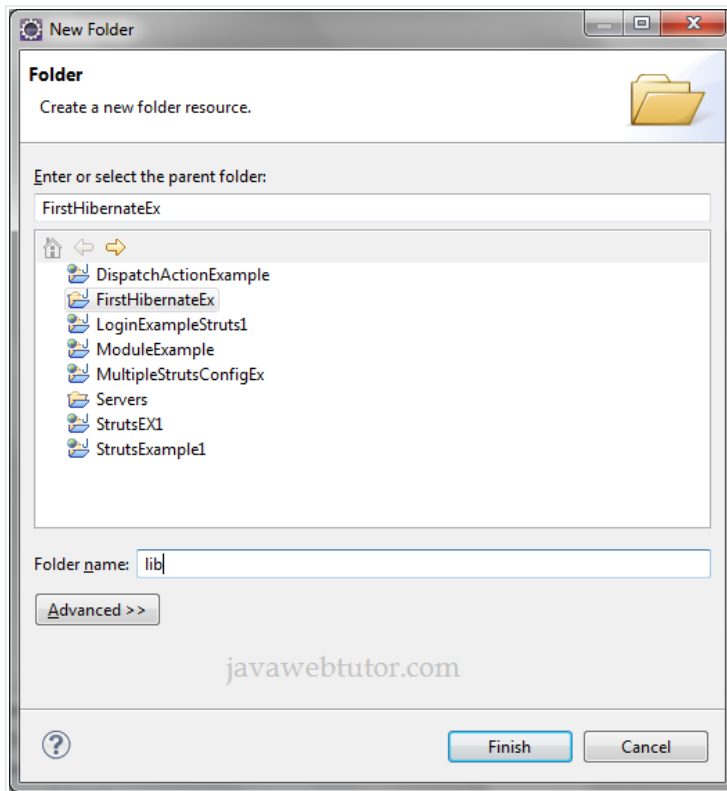 New Folder
Folder
Create a new folder resource.
Enter or select the parent folder:
FirstHibernateEx
DispatchActionExample
FirstHibernateEx
LoginExampleStruts1
ModuleExample
MultipleStrutsConfigEx
Servers
StrutsEX1
StrutsExample1
Folder name: lib
Advanced >>
javawebtutor.com
? Finish Cancel